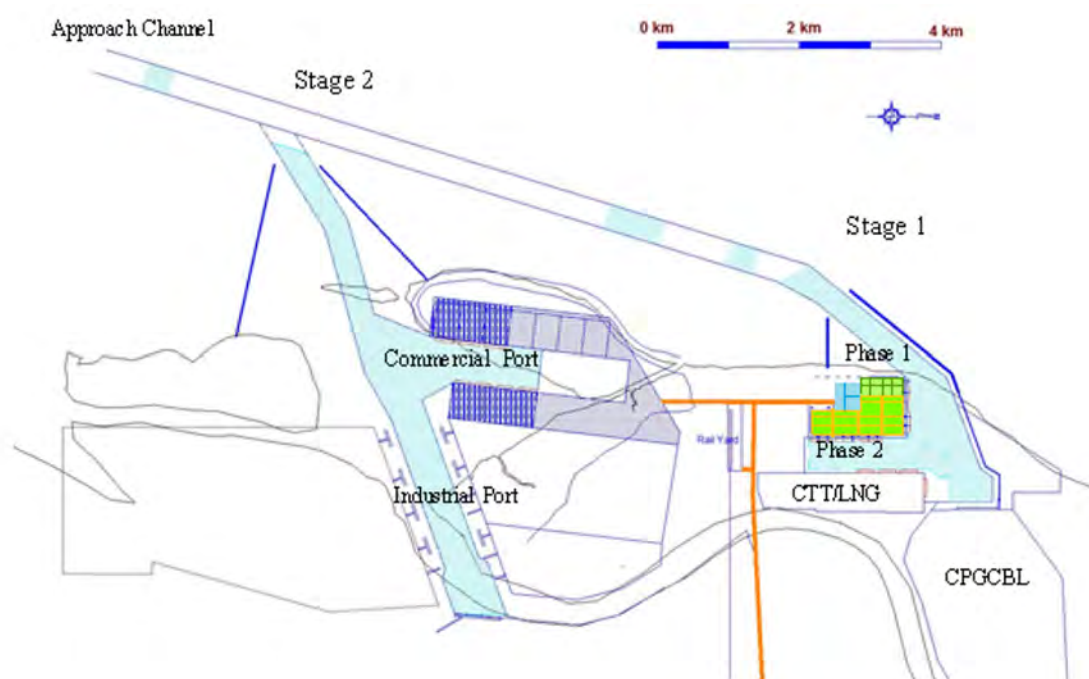 Approach Channel
0 km 2 km 4 km
Stage 2
Stage 1
Phase 1
Commercial Port
Rail Yard
Phase 2
Industrial Port
CTT/LNG
CPGCBL